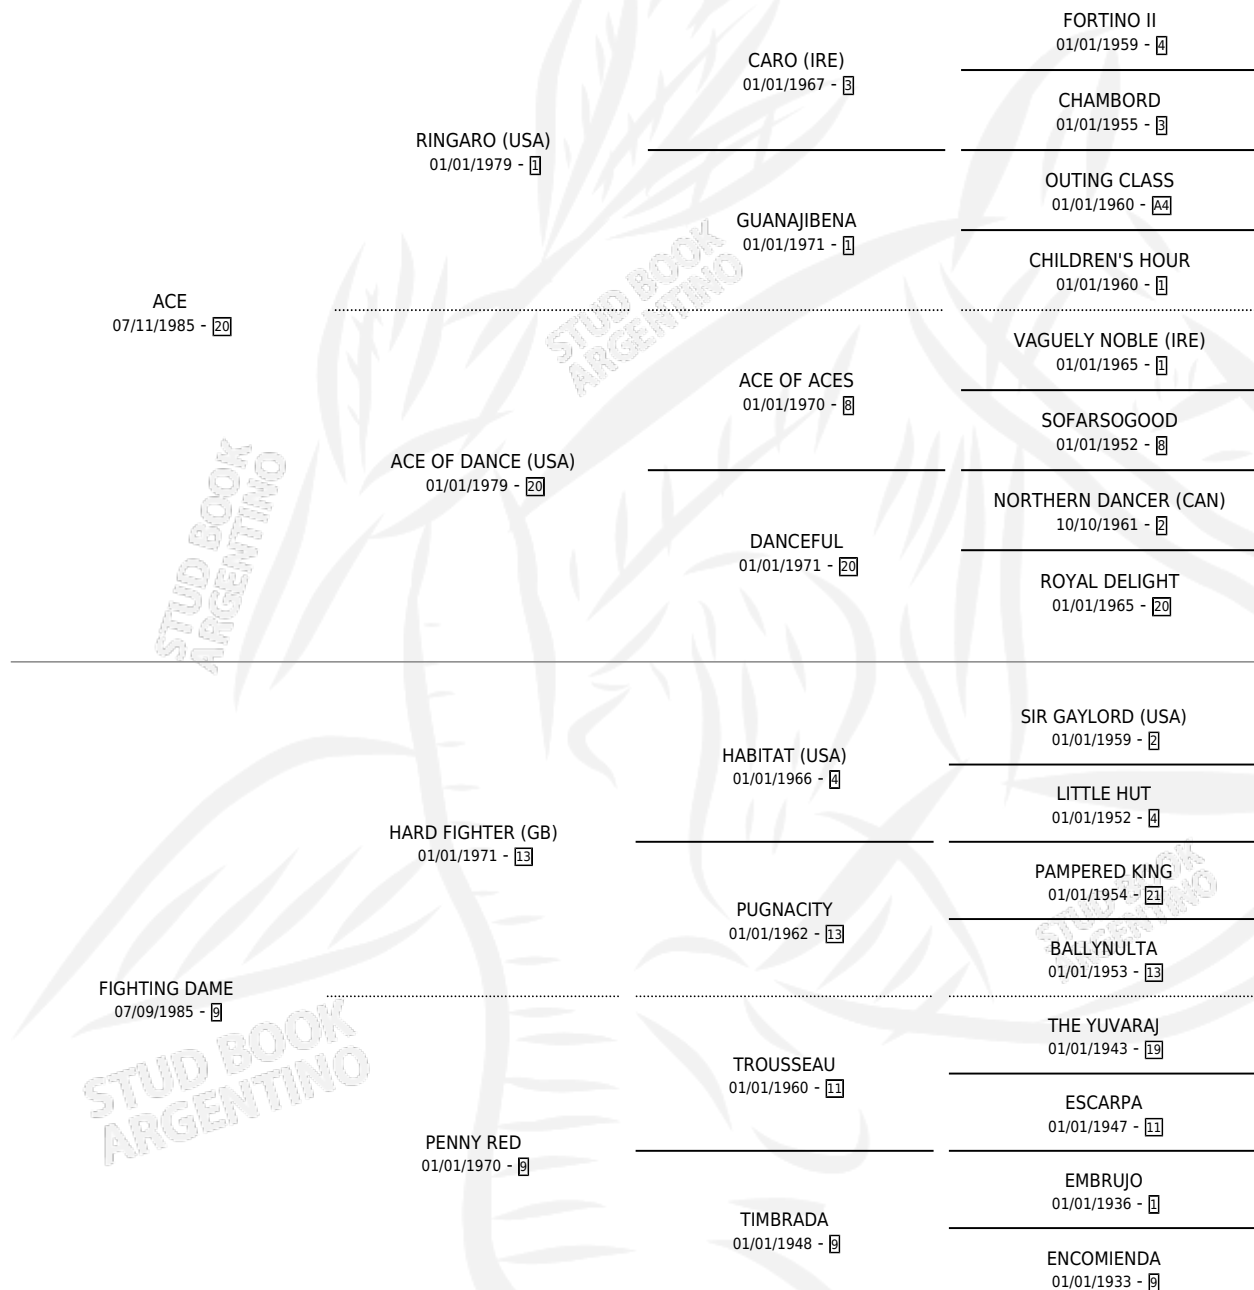 FORTINO II
01/01/1959 - 4
CARO (IRE)
01/01/1967 - 3
CHAMBORD
01/01/1955 - 3
RINGARO (USA)
01/01/1979 - 1
OUTING CLASS
01/01/1960 - A4
GUANAJIBENA
01/01/1971 - 1
CHILDREN'S HOUR
01/01/1960 - 1
ACE
07/11/1985 - 20
VAGUELY NOBLE (IRE)
01/01/1965 - 1
ACE OF ACES
01/01/1970 - 8
SOFARSOGOOD
01/01/1952 - 8
ACE OF DANCE (USA)
01/01/1979 - 20
NORTHERN DANCER (CAN)
10/10/1961 - 2
DANCEFUL
01/01/1971 - 20
ROYAL DELIGHT
01/01/1965 - 20
SIR GAYLORD (USA)
01/01/1959 - 2
HABITAT (USA)
01/01/1966 - 4
LITTLE HUT
01/01/1952 - 4
HARD FIGHTER (GB)
01/01/1971 - 13
PAMPERED KING
01/01/1954 - 21
PUGNACITY
01/01/1962 - 13
BALLYNULTA
01/01/1953 - 13
FIGHTING DAME
07/09/1985 - 9
THE YUVARAJ
01/01/1943 - 19
TROUSSEAU
01/01/1960 - 11
ESCARPA
01/01/1947 - 11
PENNY RED
01/01/1970 - 9
EMBRUJO
01/01/1936 - 1
TIMBRADA
01/01/1948 - 9
ENCOMIENDA
01/01/1933 - 9
STUD BOOK
ARGENTINO
STUD BOOK
ARGENTINO
STUD BOOK
ARGENTINO
STUD BOOK
ARGENTINO